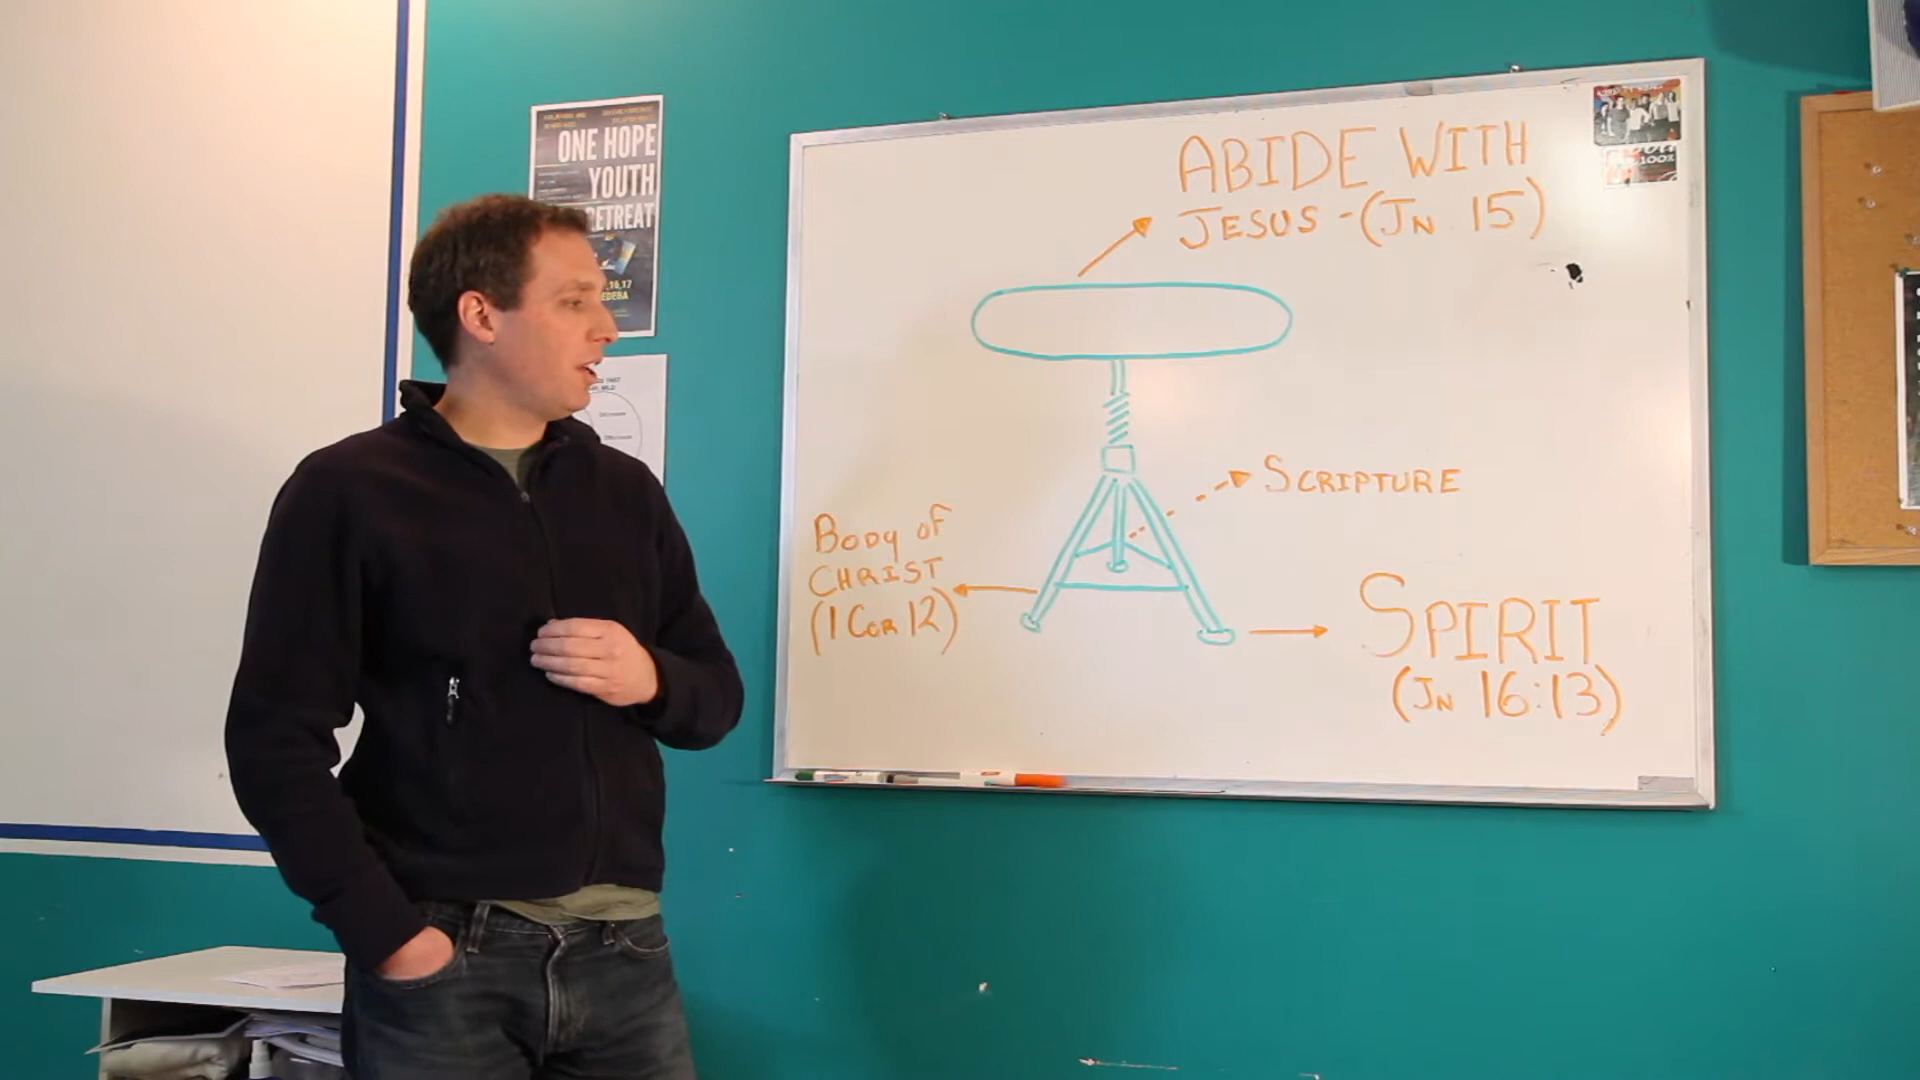 ONE HOPE
YOUTH
RETREAT
ABIDE WITH
JESUS - (JN 15)
100%
SCRIPTURE
BODY OF
CHRIST
(1 COR 12)
SPIRIT
(JN 16:13)